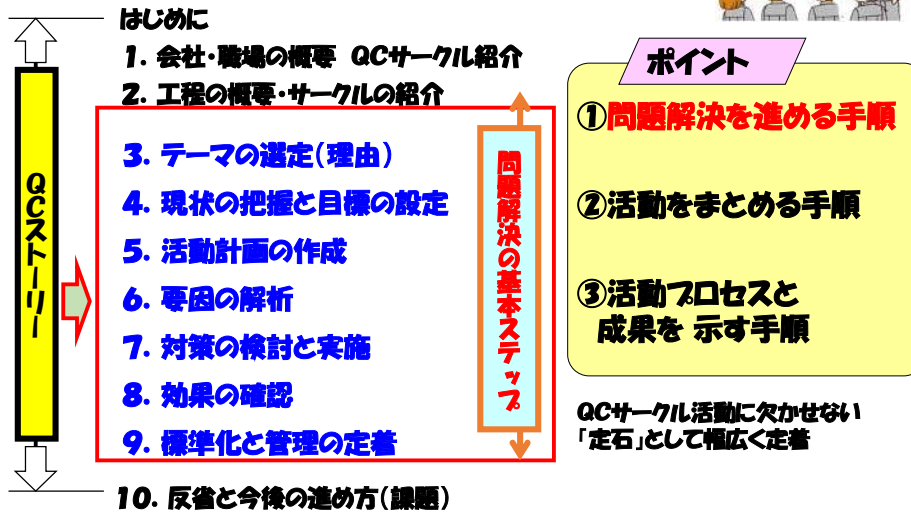 はじめに
1. 会社・職場の概要 QCサークル紹介
2. 工程の概要・サークルの紹介
3. テーマの選定(理由)
4. 現状の把握と目標の設定
5. 活動計画の作成
6. 要因の解析
7. 対策の検討と実施
8. 効果の確認
9. 標準化と管理の定着
10. 反省と今後の進め方(課題)
QCストーリー
問題解決の基本ステップ
ポイント
①問題解決を進める手順
②活動をまとめる手順
③活動プロセスと
成果を 示す手順
QCサークル活動に欠かせない
「定石」として幅広く定着